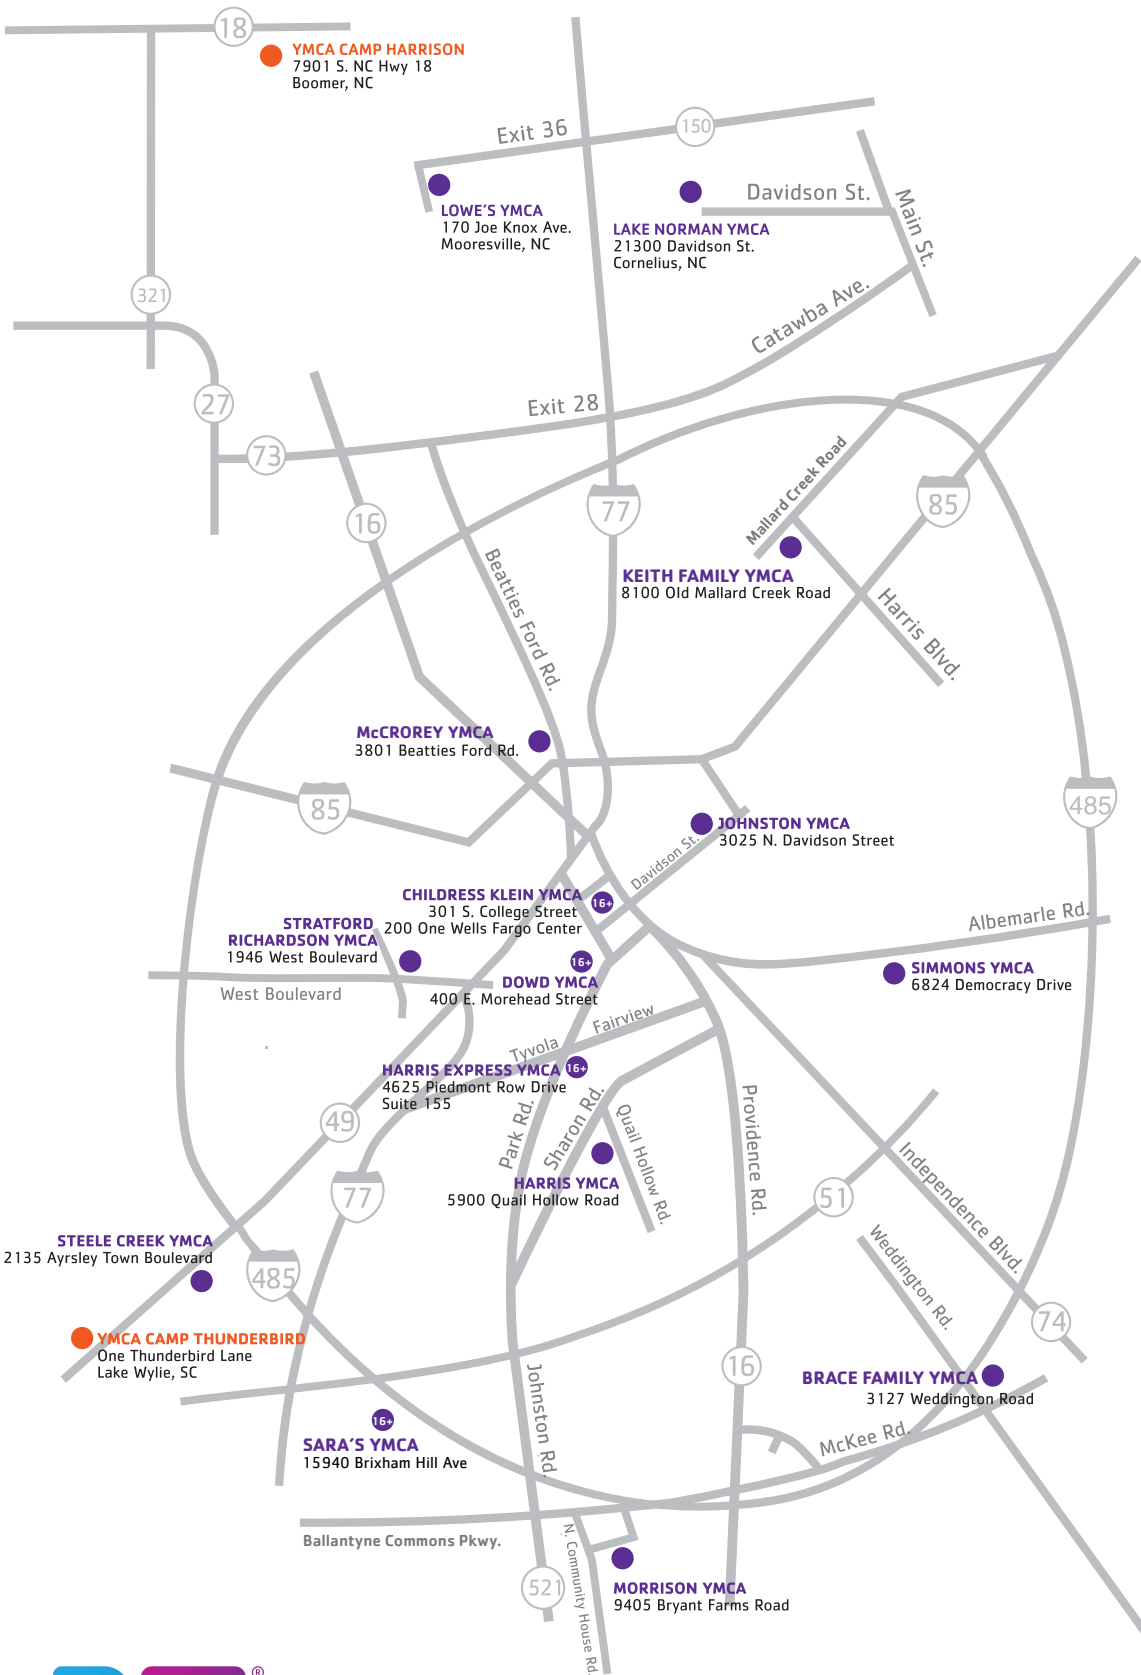 18
YMCA CAMP HARRISON
7901 S. NC Hwy 18
Boomer, NC
Exit 36
150
LOWE'S YMCA
170 Joe Knox Ave.
Mooresville, NC
Davidson St.
Main St.
LAKE NORMAN YMCA
21300 Davidson St.
Cornelius, NC
321
Catawba Ave.
27
Exit 28
73
16
77
Mallard Creek Road
85
KEITH FAMILY YMCA
8100 Old Mallard Creek Road
Harris Blvd.
Beatties Ford Rd.
McCROREY YMCA
3801 Beatties Ford Rd.
85
485
JOHNSTON YMCA
3025 N. Davidson Street
Davidson St.
CHILDRESS KLEIN YMCA
16+
301 S. College Street
200 One Wells Fargo Center
STRATFORD
RICHARDSON YMCA
1946 West Boulevard
Albemarle Rd.
West Boulevard
16+
DOWD YMCA
400 E. Morehead Street
SIMMONS YMCA
6824 Democracy Drive
Fairview
Tyvola
HARRIS EXPRESS YMCA
16+
4625 Piedmont Row Drive
Suite 155
49
Park Rd.
Sharon Rd.
Quail Hollow Rd.
Providence Rd.
HARRIS YMCA
5900 Quail Hollow Road
77
51
Independence Blvd.
Weddington Rd.
STEELE CREEK YMCA
2135 Ayrsley Town Boulevard
485
74
YMCA CAMP THUNDERBIRD
One Thunderbird Lane
Lake Wylie, SC
16
BRACE FAMILY YMCA
3127 Weddington Road
Johnston Rd.
16+
SARA'S YMCA
15940 Brixham Hill Ave
McKee Rd.
Ballantyne Commons Pkwy.
N. Community House Rd.
521
MORRISON YMCA
9405 Bryant Farms Road
®